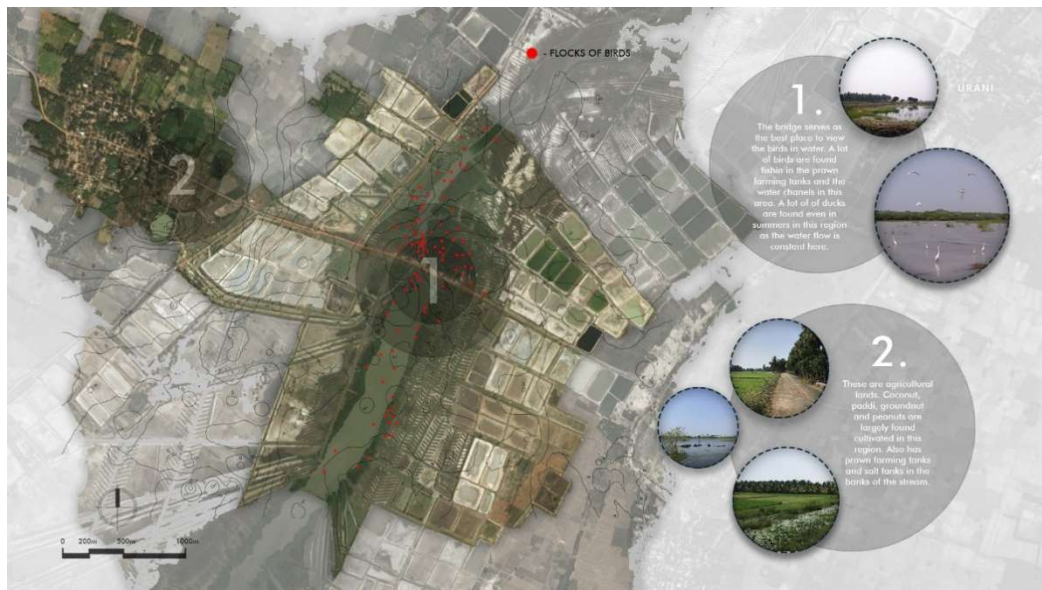 - FLOCKS OF BIRDS
URANI
1.
The bridge serves as
the best place to view
the birds in water. A lot
of birds are found
fishin in the prawn
farming tanks and the
water chanels in this
area. A lot of of ducks
are found even in
summers in this region
as the water flow is
constent here.
2
1
2.
These are agricultural
lands. Coconut,
paddi, groundnut
and peanuts are
largely found
cultivated in this
region. Also has
prawn farming tanks
and salt tanks in the
banks of the stream.
0 200m 500m 1000m